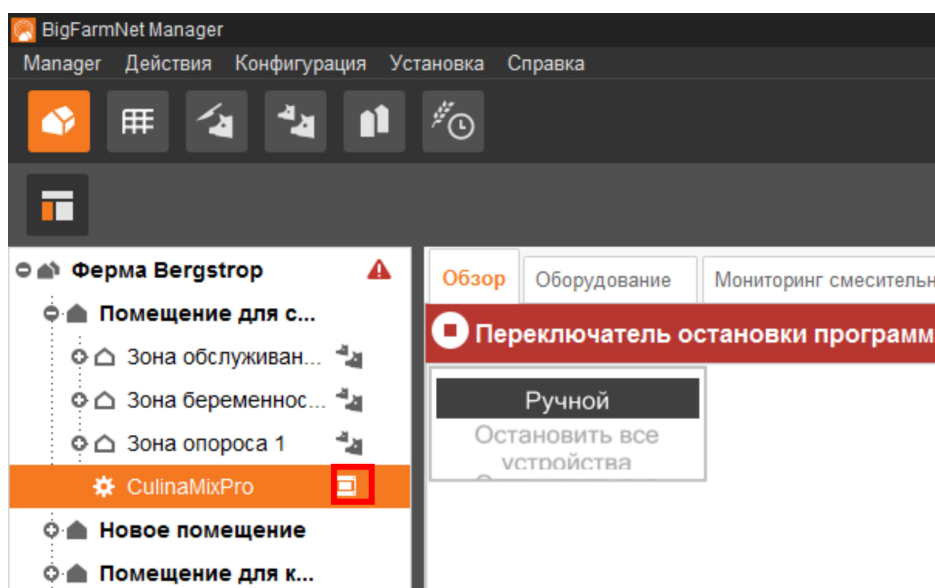 BigFarmNet Manager
Manager Действия Конфигурация Установка Справка
Ферма Bergstrop
Помещение для с...
Зона обслуживан...
Зона беременнос...
Зона опороса 1
CulinaMixPro
Новое помещение
Помещение для к...
Обзор Оборудование Мониторинг смесительн
Переключатель остановки программ
Ручной
Остановить все
устройства